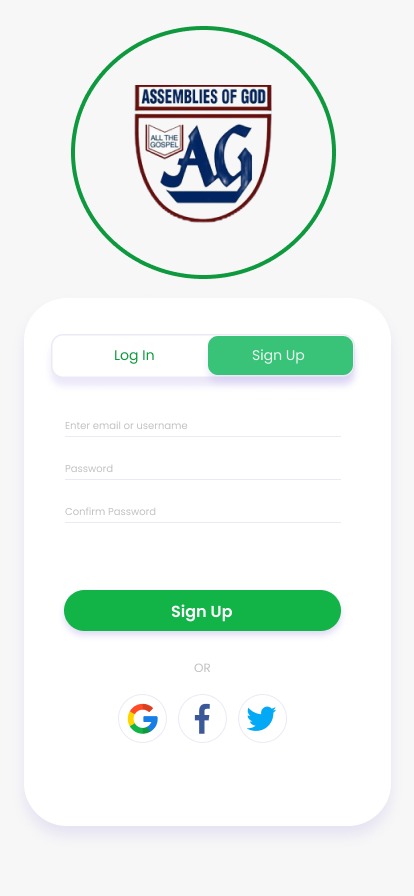 ASSEMBLIES OF GOD
ALL THE
GOSPEL
AG
Log In
Sign Up
Enter email or username
Password
Confirm Password
Sign Up
OR